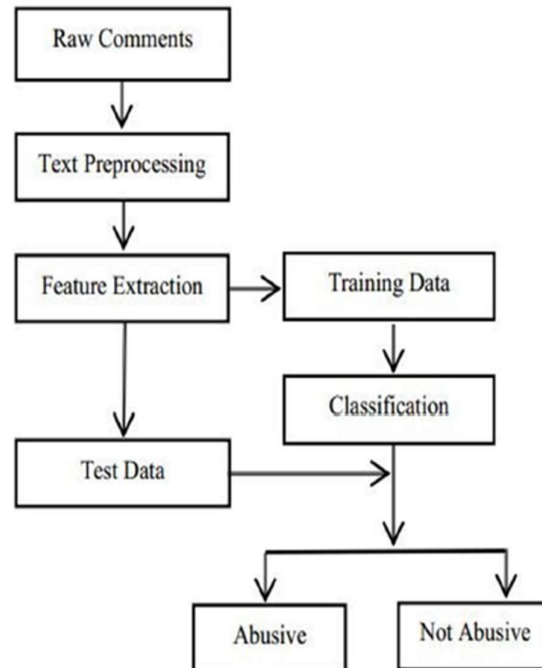 Raw Comments
Text Preprocessing
Feature Extraction
Training Data
Classification
Test Data
Abusive
Not Abusive